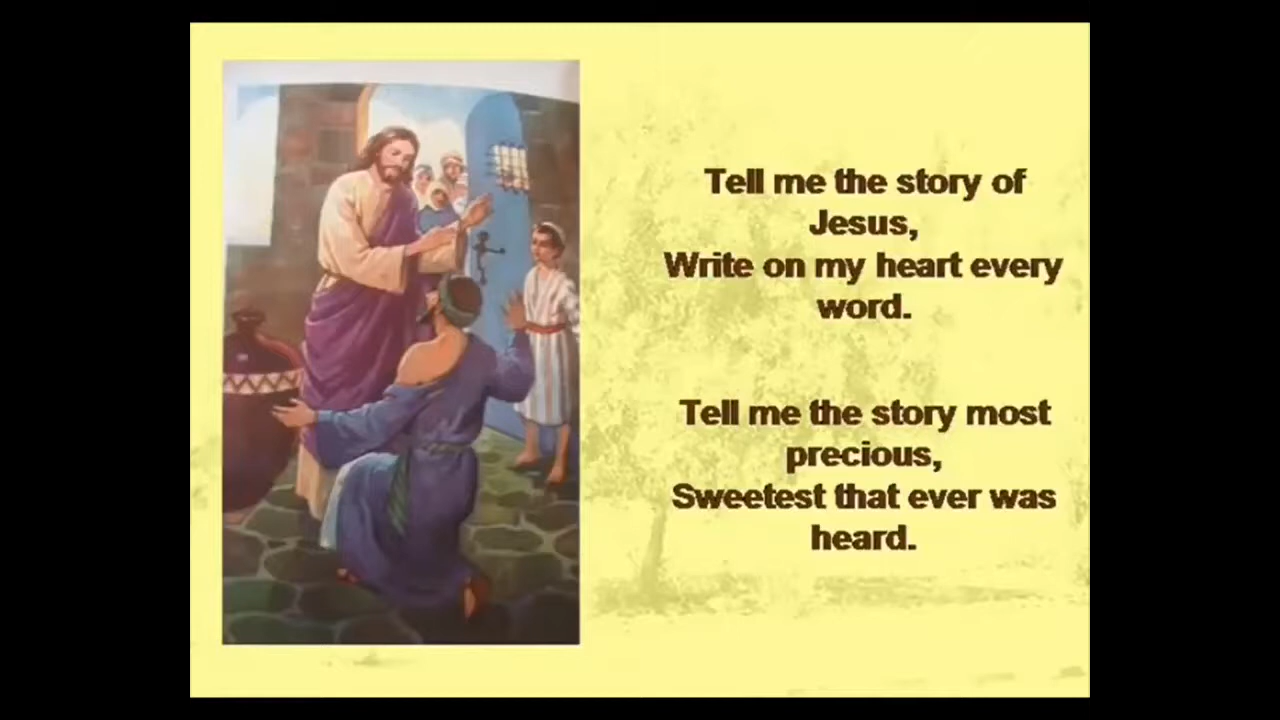 Tell me the story of
Jesus,
Write on my heart every
word.
Tell me the story most
precious,
Sweetest that ever was
heard.